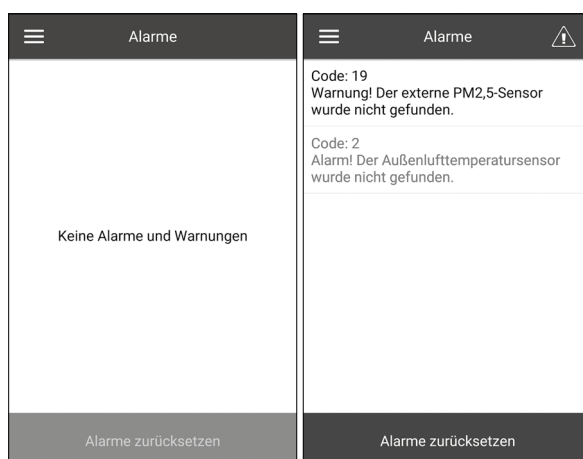 Alarme
Keine Alarme und Warnungen
Alarme zurücksetzen
Alarme
Code: 19
Warnung! Der externe PM2,5-Sensor
wurde nicht gefunden.
Code: 2
Alarm! Der Außenlufttemperatursensor
wurde nicht gefunden.
Alarme zurücksetzen